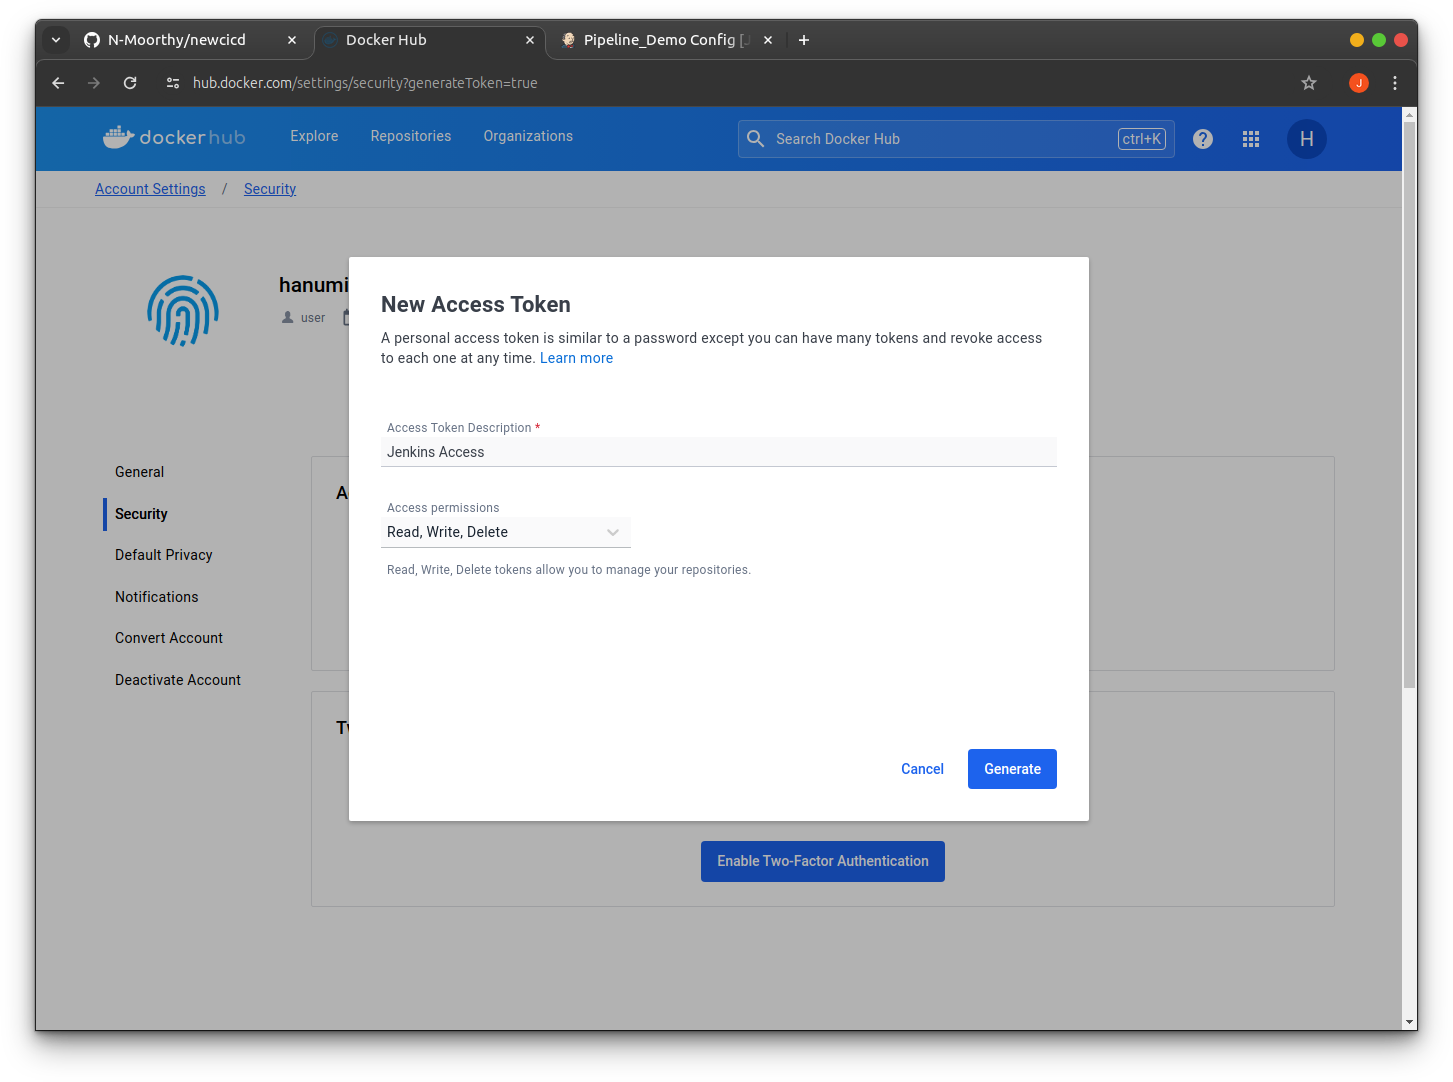 N-Moorthy/newcicd
Docker Hub
Pipeline_Demo Config
hub.docker.com/settings/security?generateToken=true
J
docker hub
Explore
Repositories
Organizations
Search Docker Hub
ctrl+K
?
H
Account Settings / Security
hanumi
user
New Access Token
A personal access token is similar to a password except you can have many tokens and revoke access
to each one at any time. Learn more
Access Token Description *
Jenkins Access
Access permissions
Read, Write, Delete
Read, Write, Delete tokens allow you to manage your repositories.
Cancel
Generate
General
Security
Default Privacy
Notifications
Convert Account
Deactivate Account
Enable Two-Factor Authentication